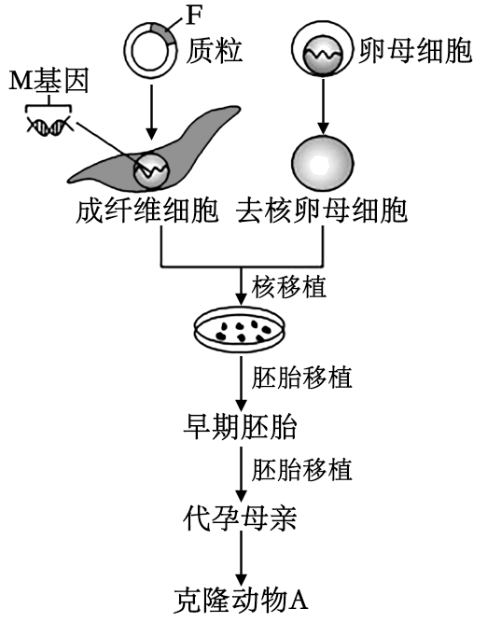 F
质粒
卵母细胞
M基因
成纤维细胞
去核卵母细胞
核移植
胚胎移植
早期胚胎
胚胎移植
代孕母亲
克隆动物A